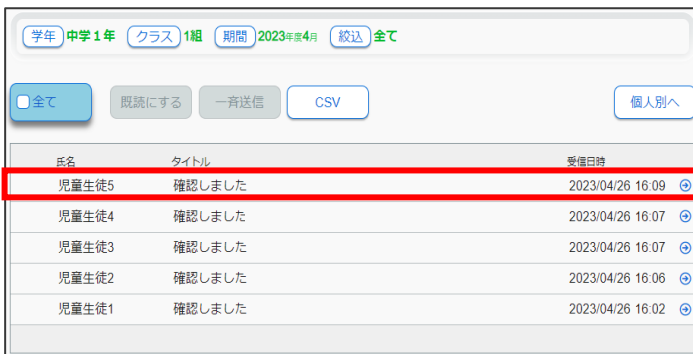 学年 中学1年 クラス 1組 期間 2023年度4月 絞込 全て
全て 既読にする 一斉送信 CSV 個人別へ
氏名 タイトル 受信日時
児童生徒5 確認しました 2023/04/26 16:09
児童生徒4 確認しました 2023/04/26 16:07
児童生徒3 確認しました 2023/04/26 16:07
児童生徒2 確認しました 2023/04/26 16:06
児童生徒1 確認しました 2023/04/26 16:02